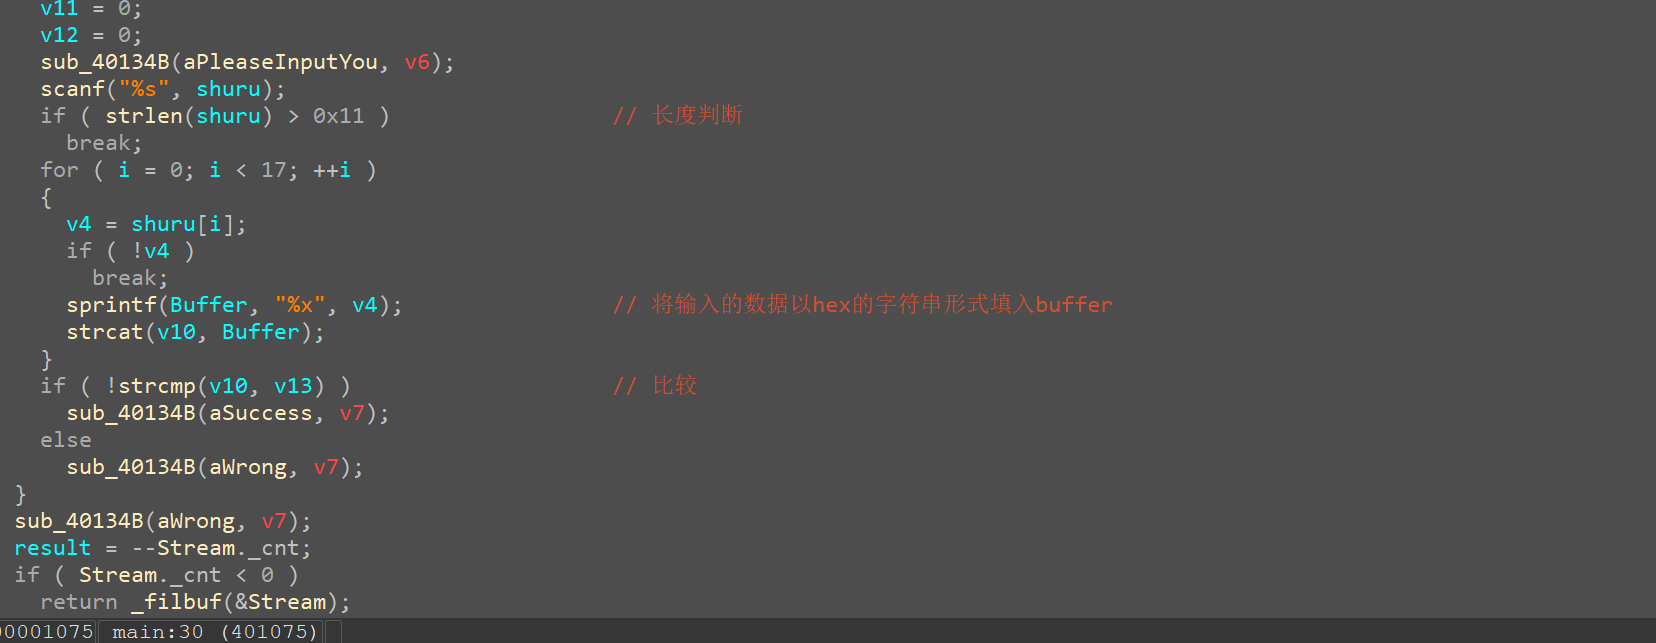 v11 = 0;
v12 = 0;
sub_40134B(aPleaseInputYou, v6);
scanf("%s", shuru);
if ( strlen(shuru) > 0x11 ) // 长度判断
break;
for ( i = 0; i < 17; ++i )
{
v4 = shuru[i];
if ( !v4 )
break;
sprintf(Buffer, "%x", v4); // 将输入的数据以hex的字符串形式填入buffer
strcat(v10, Buffer);
}
if ( !strcmp(v10, v13) ) // 比较
sub_40134B(aSuccess, v7);
else
sub_40134B(aWrong, v7);
}
sub_40134B(aWrong, v7);
result = --Stream._cnt;
if ( Stream._cnt < 0 )
return _filbuf(&Stream);
00001075 main:30 (401075)